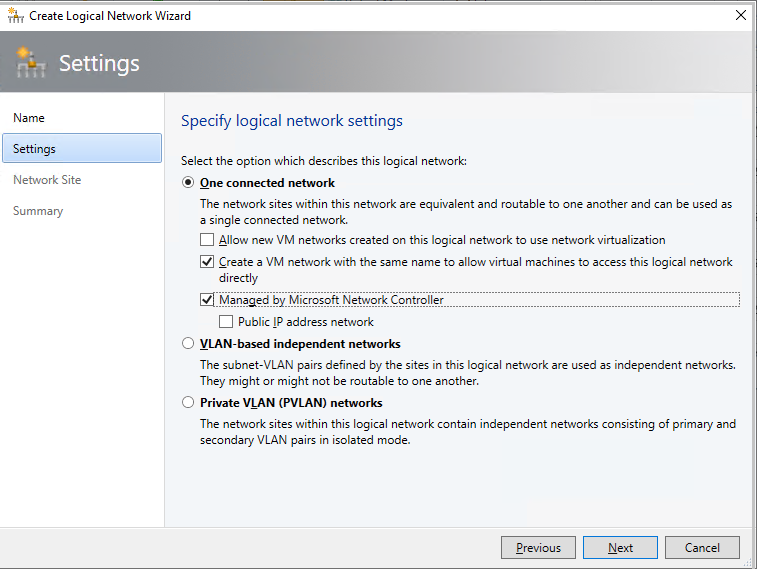 Create Logical Network Wizard
Settings
Name
Settings
Network Site
Summary
Specify logical network settings
Select the option which describes this logical network:
One connected network
The network sites within this network are equivalent and routable to one another and can be used as
a single connected network.
Allow new VM networks created on this logical network to use network virtualization
Create a VM network with the same name to allow virtual machines to access this logical network
directly
Managed by Microsoft Network Controller
Public IP address network
VLAN-based independent networks
The subnet-VLAN pairs defined by the sites in this logical network are used as independent networks.
They might or might not be routable to one another.
Private VLAN (PVLAN) networks
The network sites within this logical network contain independent networks consisting of primary and
secondary VLAN pairs in isolated mode.
Previous
Next
Cancel